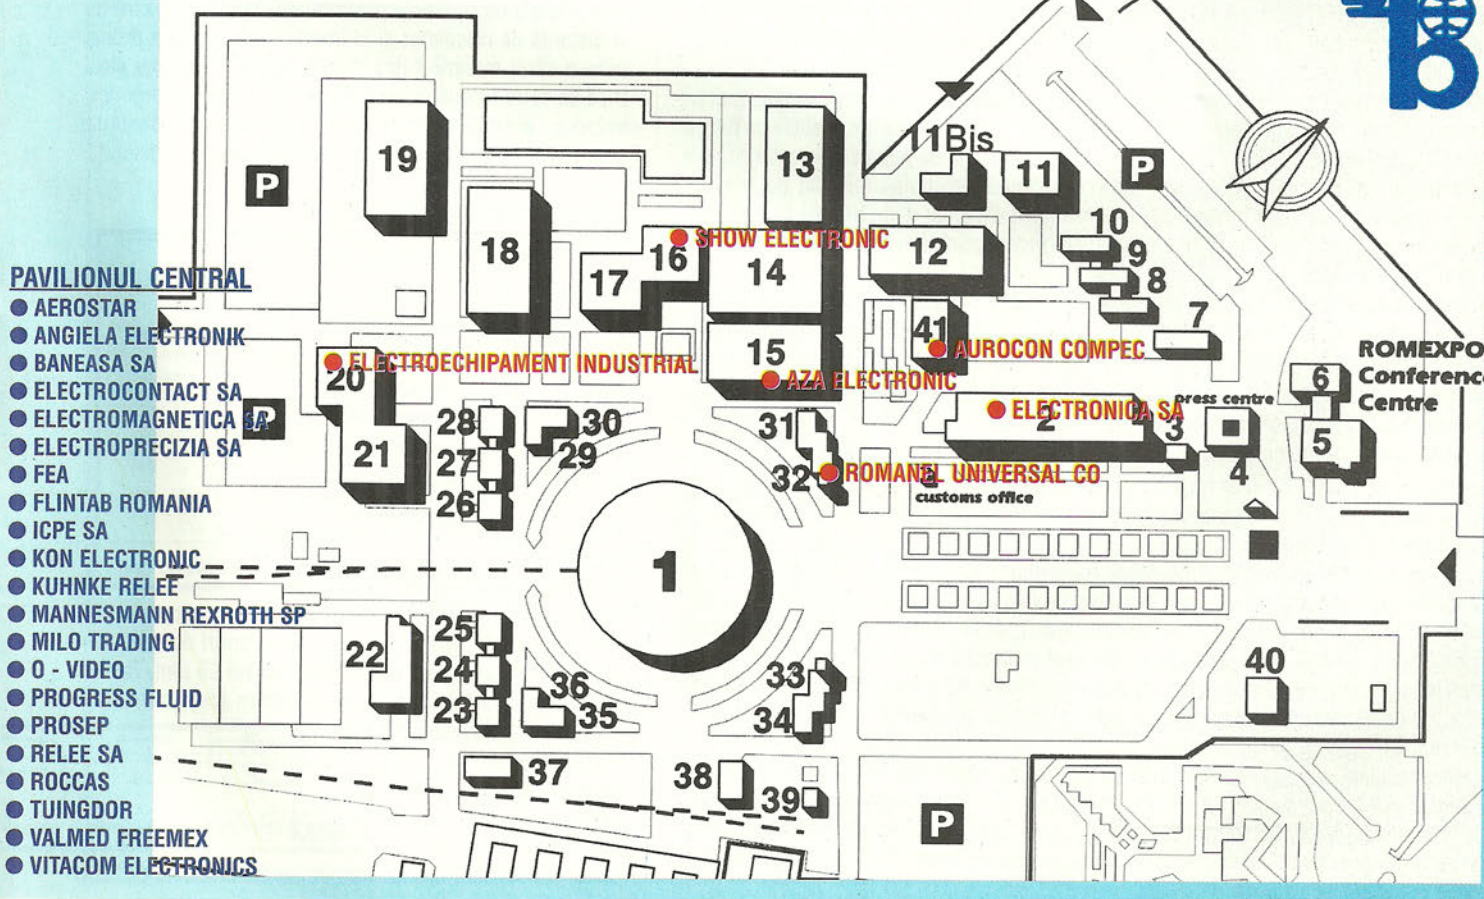 b
19
P
13
11Bis
11
P
10
9
8
7
18
17
16
SHOW ELECTRONIC
14
12
PAVILIONUL CENTRAL
AEROSTAR
ANGIELA ELECTRONIK
BANEASA SA
ELECTROCONTACT SA
ELECTROMAGNETICA SA
ELECTROPRECIZIA SA
FEA
FLINTAB ROMANIA
ICPE SA
KON ELECTRONIC
KUHNKE RELEE
MANNESMANN REXROTH SP
MILO TRADING
O - VIDEO
PROGRESS FLUID
PROSEP
RELEE SA
ROCCAS
TUINGDOR
VALMED FREEMEX
VITACOM ELECTRONICS
ELECTROECHIPAMENT INDUSTRIAL
20
15
AZA ELECTRONIC
41
AUROCON COMPEC
ROMEXPO
Conference
Centre
6
5
press centre
ELECTRONICA SA
2
3
4
P
21
28
27
26
30
29
31
32
ROMANEL UNIVERSAL CO
customs office
1
22
25
24
23
36
35
33
34
40
37
38
39
P